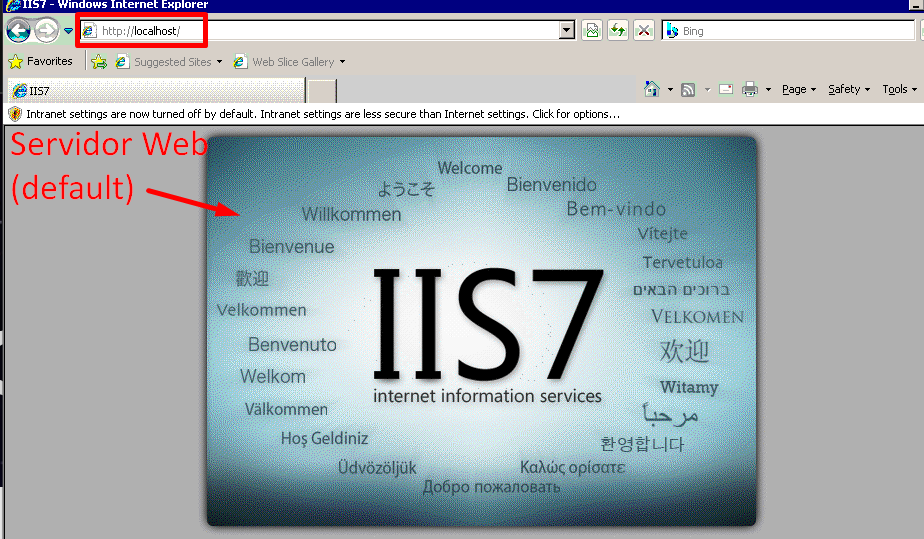 IIS7 - Windows Internet Explorer
http://localhost/
Bing
Favorites
Suggested Sites
Web Slice Gallery
IIS7
Page
Safety
Tools
Intranet settings are now turned off by default. Intranet settings are less secure than Internet settings. Click for options...
Servidor Web
(default)
Welcome
ようこそ
Bienvenido
Willkommen
Bem-vindo
Bienvenue
Vítejte
歡迎
Tervetuloa
ברוכים הבאים
Velkommen
VELKOMEN
Benvenuto
欢迎
Welkom
Witamy
Välkommen
مرحباً
Hoş Geldiniz
환영합니다
Üdvözöljük
Καλώς ορίσατε
Добро пожаловать
IIS7
internet information services